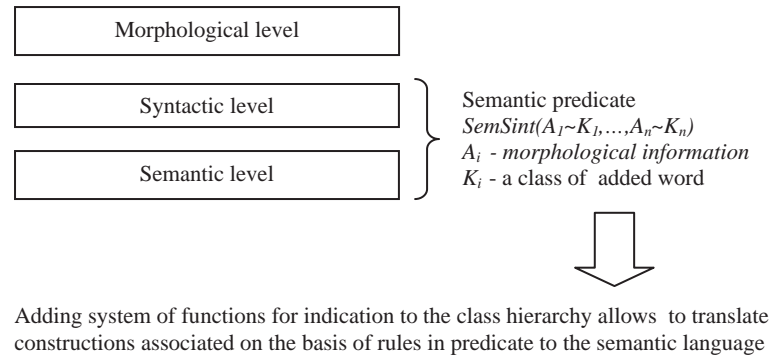 Morphological level
Syntactic level
Semantic level
Semantic predicate
SemSint(A₁~K₁,...,Aₙ~Kₙ)
Aᵢ - morphological information
Kᵢ - a class of added word
Adding system of functions for indication to the class hierarchy allows to translate
constructions associated on the basis of rules in predicate to the semantic language